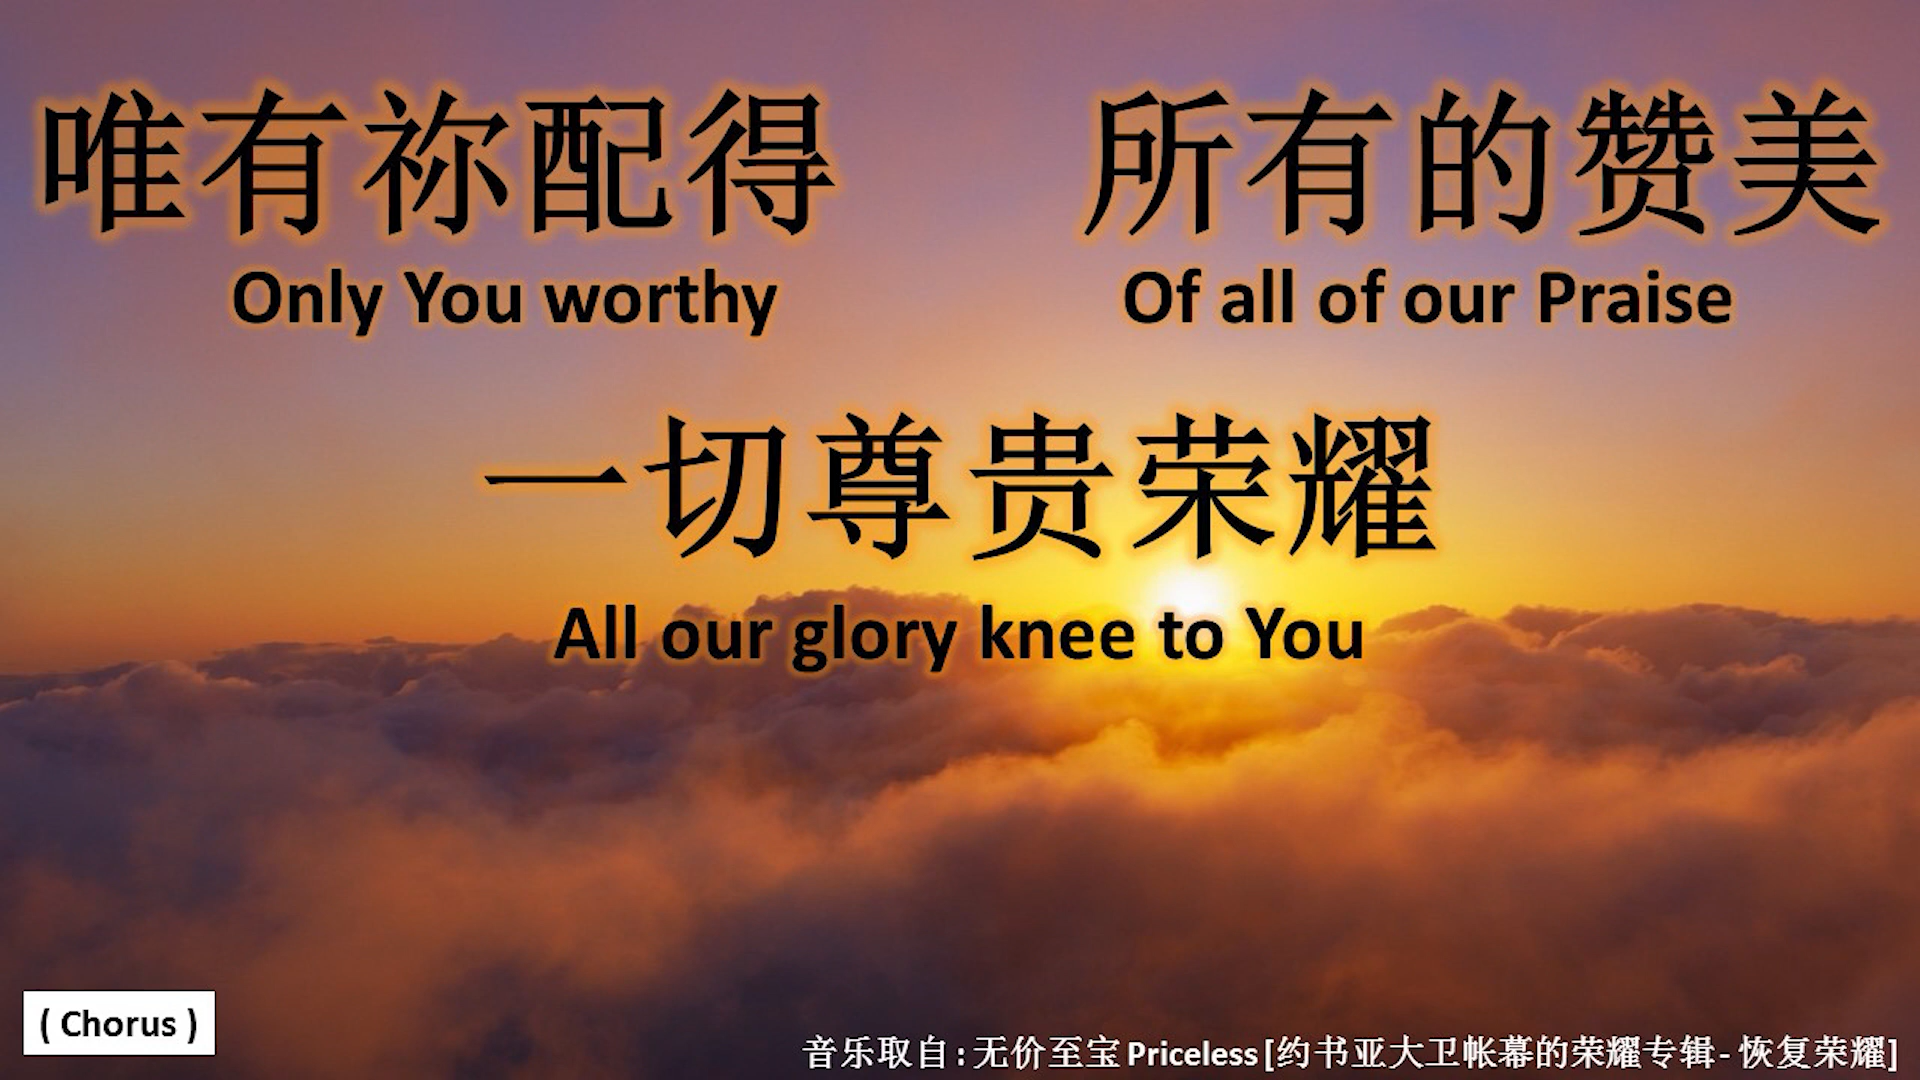 唯有祢配得 所有的赞美
Only You worthy Of all of our Praise
一切尊贵荣耀
All our glory knee to You
( Chorus )
音乐取自 : 无价至宝 Priceless [约书亚大卫帐幕的荣耀专辑 - 恢复荣耀]